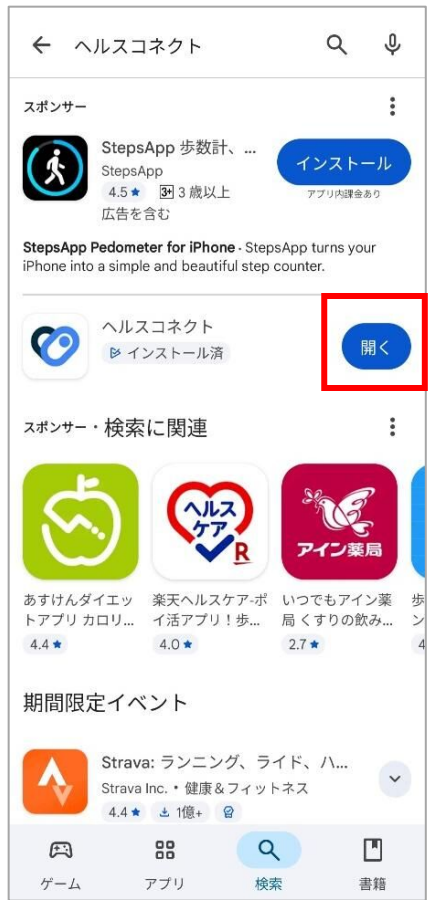 ヘルスコネクト
スポンサー
StepsApp 歩数計、...
StepsApp
4.5★ 3+ 3 歳以上
広告を含む
インストール
アプリ内課金あり
StepsApp Pedometer for iPhone - StepsApp turns your
iPhone into a simple and beautiful step counter.
ヘルスコネクト
インストール済
開く
スポンサー・検索に関連
ヘルス
ケア
R
アイン薬局
あすけんダイエッ
トアプリ カロリ...
4.4★
楽天ヘルスケア-ポ
イ活アプリ！歩...
4.0★
いつでもアイン薬
局くすりの飲み...
2.7★
歩
ン
4
期間限定イベント
Strava: ランニング、ライド、ハ...
Strava Inc. • 健康＆フィットネス
4.4★ 1億+
ゲーム
アプリ
検索
書籍